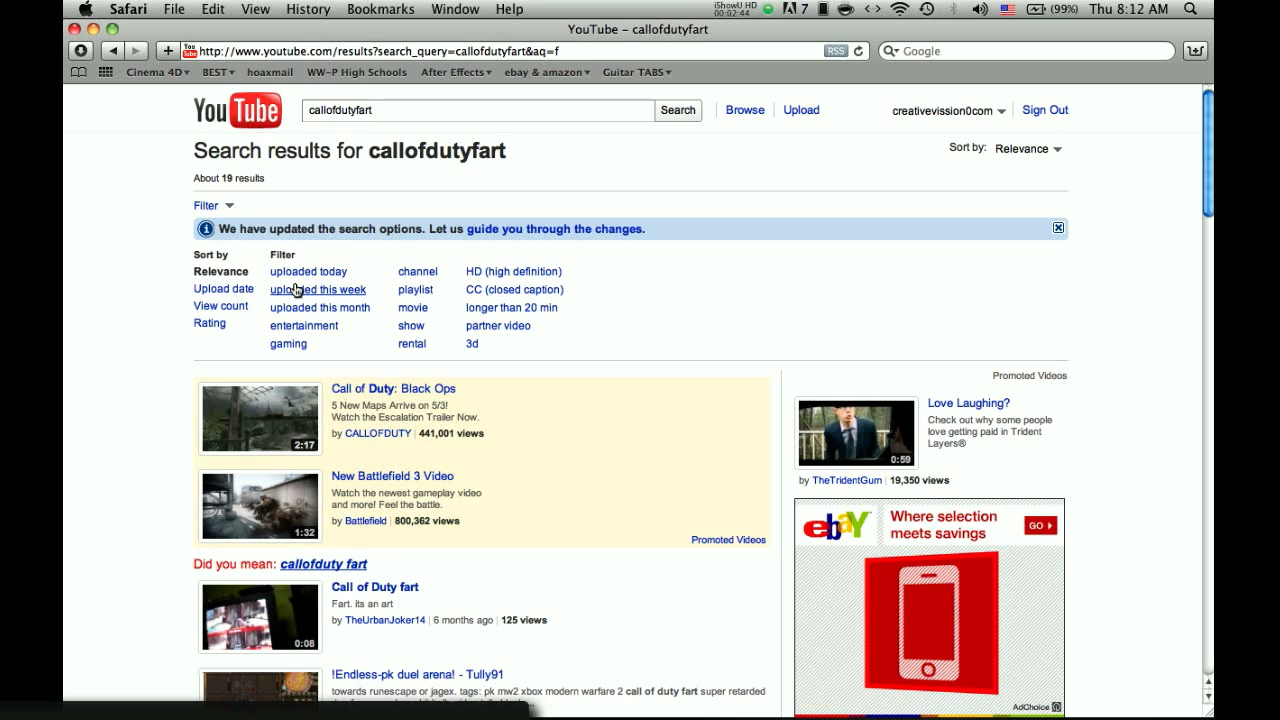 Safari File Edit View History Bookmarks Window Help iShowU HD 00:02:44 7 (99%) Thu 8:12 AM
YouTube - callofdutyfart
http://www.youtube.com/results?search_query=callofdutyfart&aq=f RSS Google
Cinema 4D BEST hoaxmail WW-P High Schools After Effects ebay & amazon Guitar TABS
YouTube callofdutyfart Search Browse Upload creativevission0com Sign Out
Search results for callofdutyfart Sort by: Relevance
About 19 results
Filter
We have updated the search options. Let us guide you through the changes.
Sort by Filter
Relevance uploaded today channel HD (high definition)
Upload date uploaded this week playlist CC (closed caption)
View count uploaded this month movie longer than 20 min
Rating entertainment show partner video
gaming rental 3d
Promoted Videos
Call of Duty: Black Ops
5 New Maps Arrive on 5/3!
Watch the Escalation Trailer Now.
by CALLOFDUTY 441,001 views
2:17
Love Laughing?
Check out why some people
love getting paid in Trident
Layers®
0:59
by TheTridentGum 19,350 views
New Battlefield 3 Video
Watch the newest gameplay video
and more! Feel the battle.
by Battlefield 800,362 views
1:32
Promoted Videos
ebay Where selection
meets savings GO
Did you mean: callofduty fart
Call of Duty fart
Fart. its an art
by TheUrbanJoker14 6 months ago 125 views
0:08
!Endless-pk duel arena! - Tully91
towards runescape or jagex. tags: pk mw2 xbox modern warfare 2 call of duty fart super retarded
AdChoice